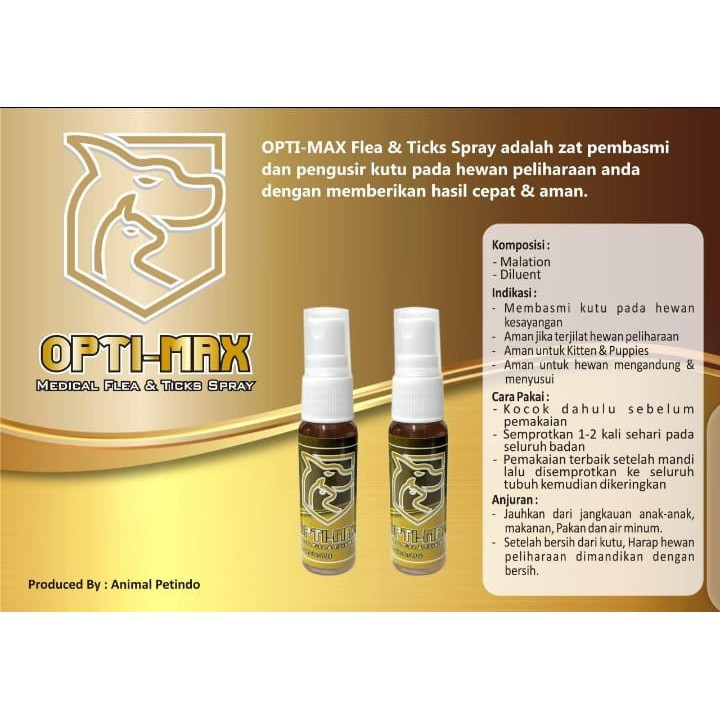 OPTI-MAX Flea & Ticks Spray adalah zat pembasmi
dan pengusir kutu pada hewan peliharaan anda
dengan memberikan hasil cepat & aman.
OPTI-MAX
MEDICAL FLEA & TICKS SPRAY
Komposisi :
- Malation
- Diluent
Indikasi :
- Membasmi kutu pada hewan
kesayangan
- Aman jika terjilat hewan peliharaan
- Aman untuk Kitten & Puppies
- Aman untuk hewan mengandung &
menyusui
Cara Pakai :
- Kocok dahulu sebelum
pemakaian
- Semprotkan 1-2 kali sehari pada
seluruh badan
- Pemakaian terbaik setelah mandi
lalu disemprotkan ke seluruh
tubuh kemudian dikeringkan
Anjuran :
- Jauhkan dari jangkauan anak-anak,
makanan, Pakan dan air minum.
- Setelah bersih dari kutu, Harap hewan
peliharaan dimandikan dengan
bersih.
OPTI-MAX
OPTI-MAX
Produced By : Animal Petindo